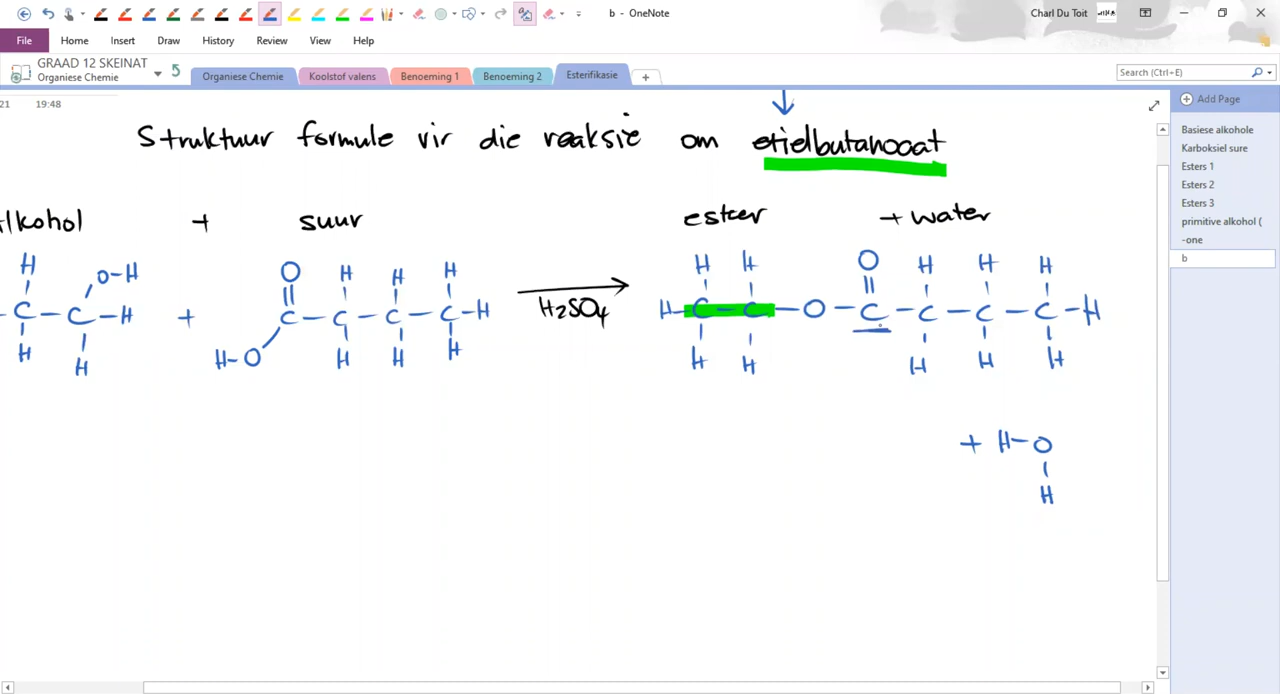 b - OneNote
Charl Du Toit
File Home Insert Draw History Review View Help
GRAAD 12 SKEINAT
Organiese Chemie
Organiese Chemie Koolstof valens Benoeming 1 Benoeming 2 Esterifikasie +
Search (Ctrl+E)
21 19:48
Add Page
Basiese alkohole
Karboksiel sure
Esters 1
Esters 2
Esters 3
primitive alkohol (
-one
b
Struktuur formule vir die reaksie om etielbutanoaat
lkohol + suur ester + water
H O-H O H H H H H O H H H
C - C - H + C - C - C - C - H H2SO4 H - C - C - O - C - C - C - C - H
H H H-O H H H H H H H H
+ H-O
H